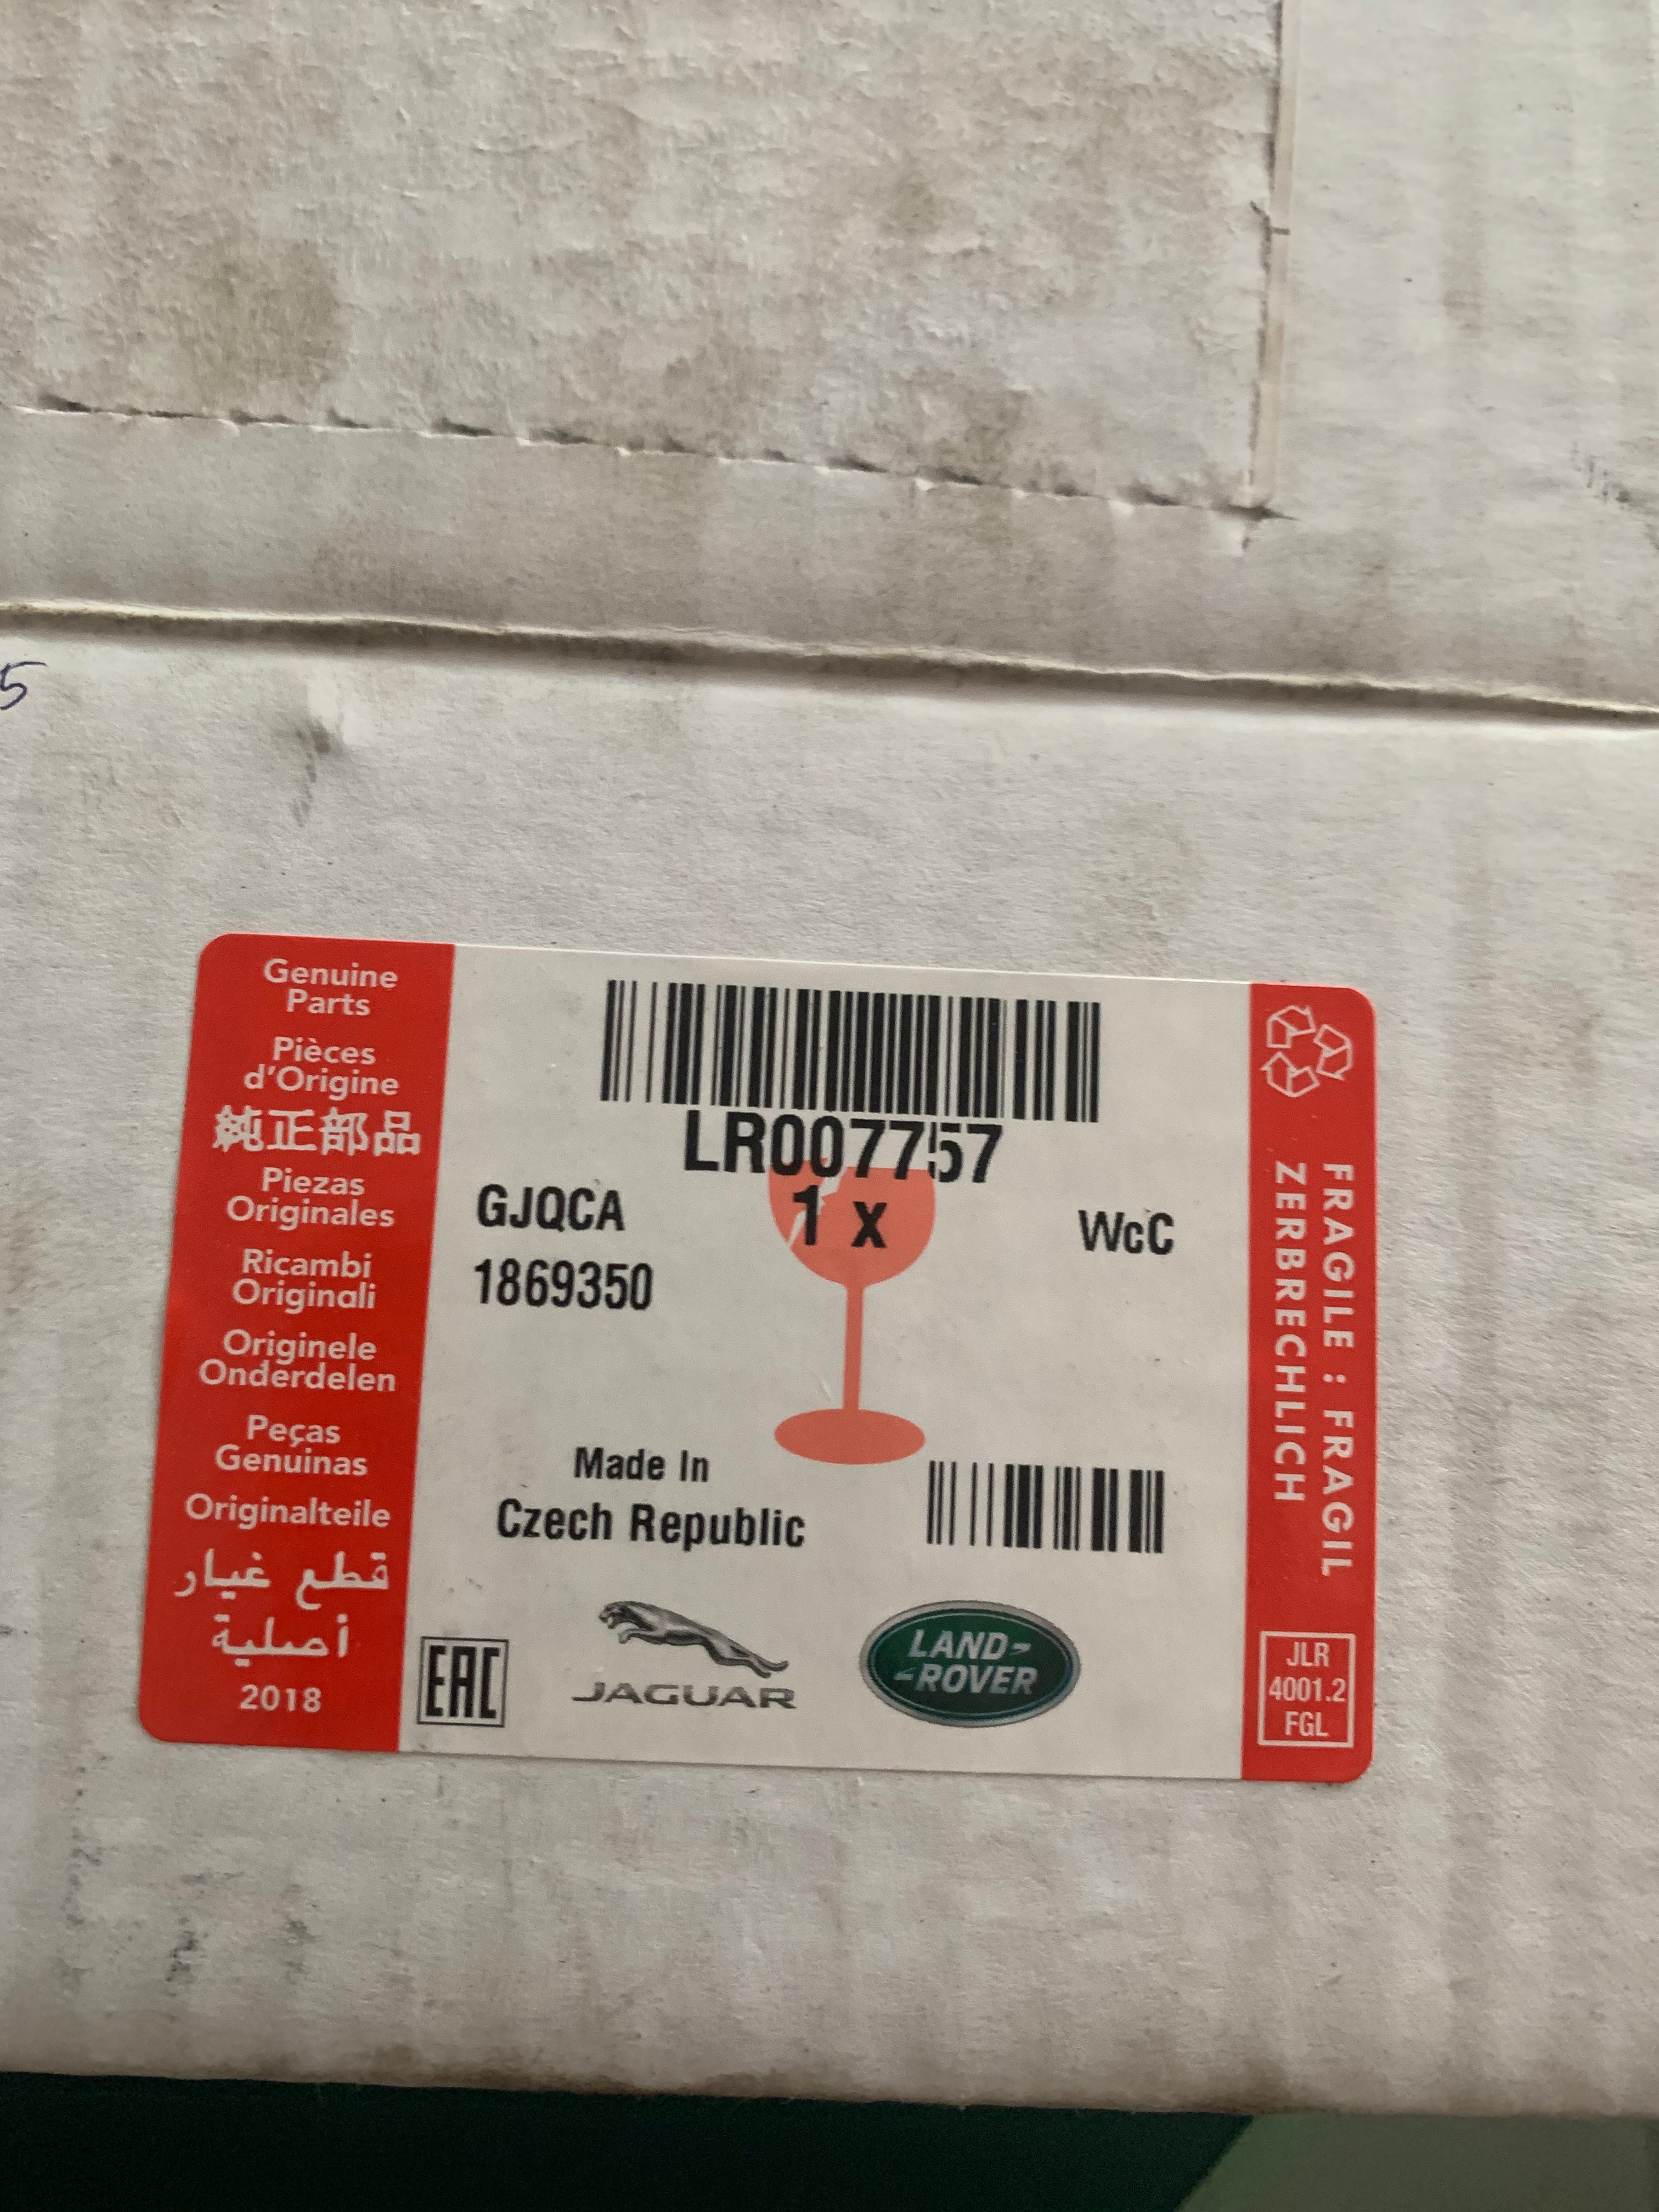 5
Genuine
Parts
Pièces
d'Origine
純正部品
Piezas
Originales
Ricambi
Originali
Originele
Onderdelen
Peças
Genuinas
Originalteile
قطع غيار
أصلية
2018
LR007757
1 x
GJQCA
WcC
1869350
Made In
Czech Republic
EAC
JAGUAR
LAND-
-ROVER
FRAGILE : FRAGIL
ZERBRECHLICH
JLR
4001.2
FGL